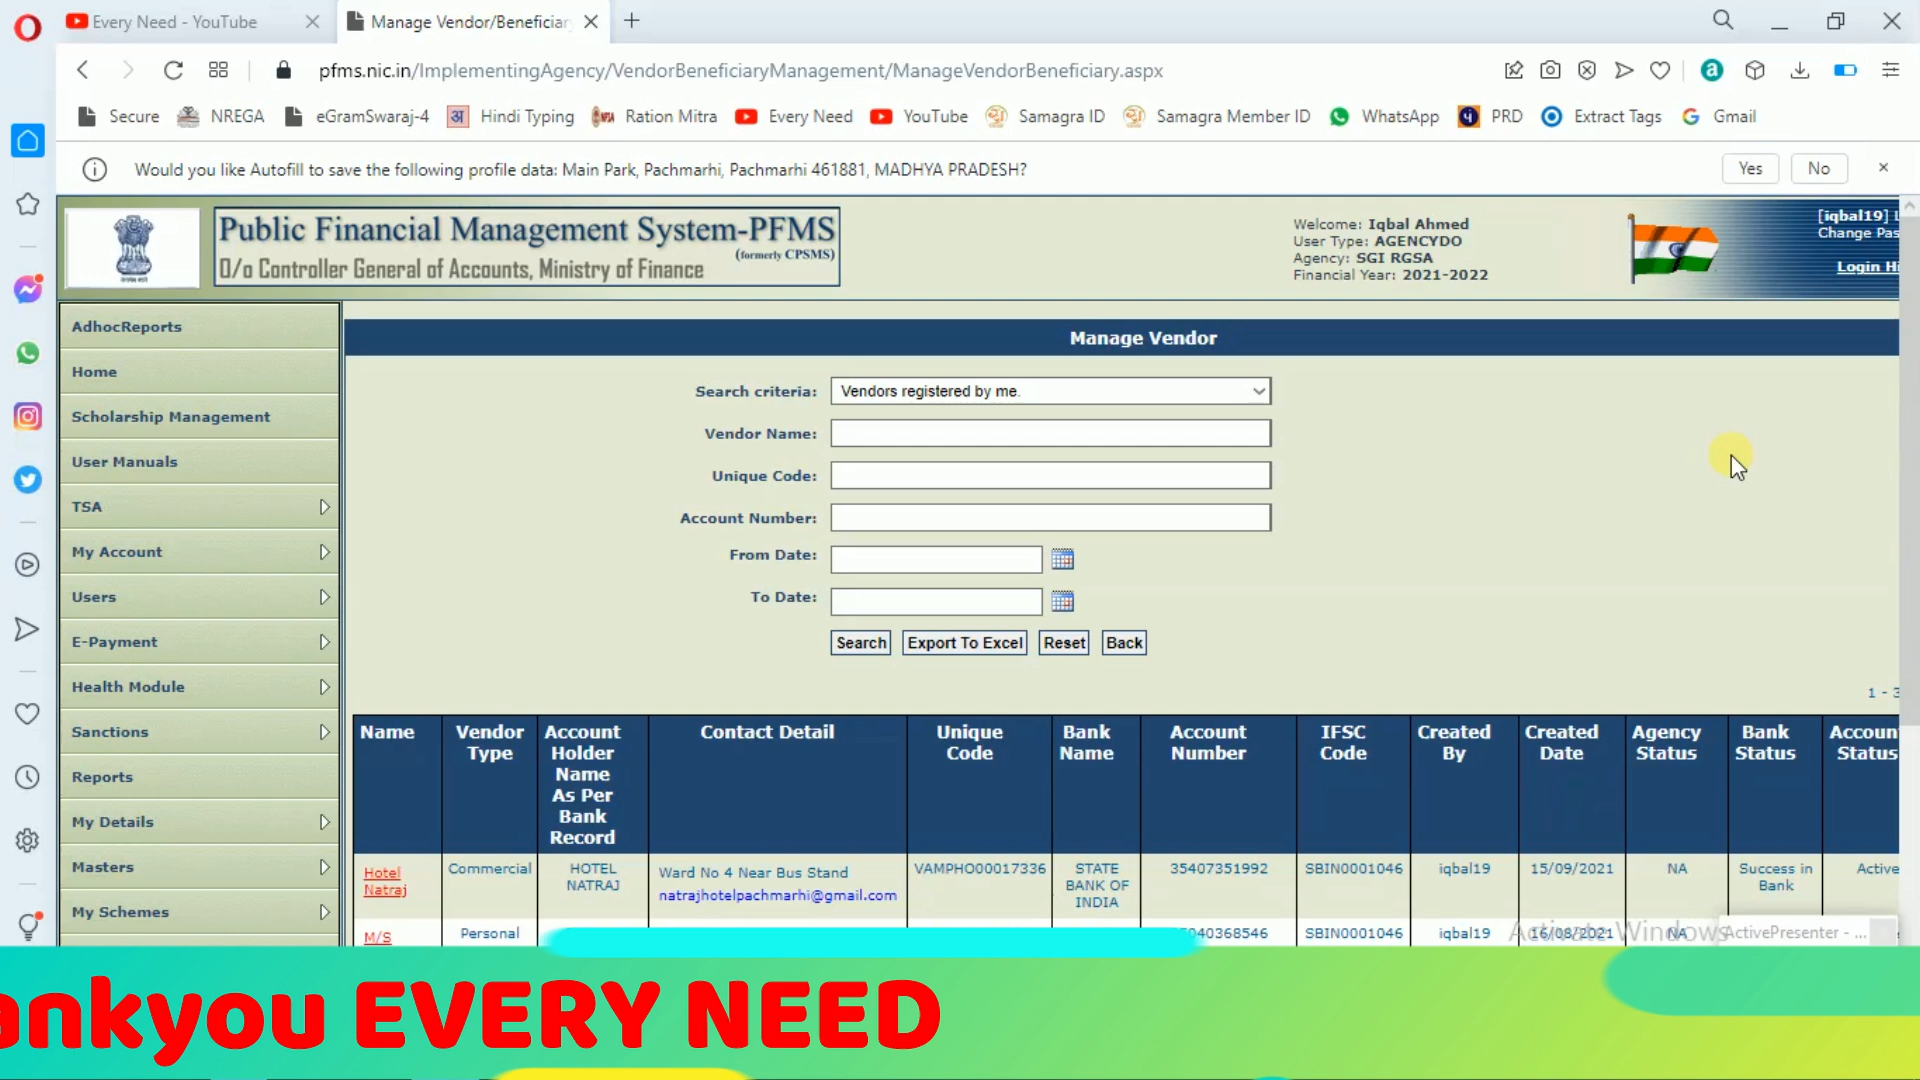 Every Need - YouTube
Manage Vendor/Beneficiar
pfms.nic.in/ImplementingAgency/VendorBeneficiaryManagement/ManageVendorBeneficiary.aspx
Secure NREGA eGramSwaraj-4 अ Hindi Typing Ration Mitra Every Need YouTube Samagra ID Samagra Member ID WhatsApp PRD Extract Tags Gmail
Would you like Autofill to save the following profile data: Main Park, Pachmarhi, Pachmarhi 461881, MADHYA PRADESH?
Yes No
Public Financial Management System-PFMS
(formerly CPSMS)
O/o Controller General of Accounts, Ministry of Finance
Welcome: Iqbal Ahmed
User Type: AGENCYDO
Agency: SGI RGSA
Financial Year: 2021-2022
[iqbal19] L
Change Pas
Login Hi
AdhocReports
Home
Scholarship Management
User Manuals
TSA
My Account
Users
E-Payment
Health Module
Sanctions
Reports
My Details
Masters
My Schemes
Manage Vendor
Search criteria: Vendors registered by me.
Vendor Name:
Unique Code:
Account Number:
From Date:
To Date:
Search Export To Excel Reset Back
1 - 3
Name
Vendor Type
Account Holder Name As Per Bank Record
Contact Detail
Unique Code
Bank Name
Account Number
IFSC Code
Created By
Created Date
Agency Status
Bank Status
Accoun Status
Hotel Natraj
Commercial
HOTEL NATRAJ
Ward No 4 Near Bus Stand
natrajhotelpachmarhi@gmail.com
VAMPHO00017336
STATE BANK OF INDIA
35407351992
SBIN0001046
iqbal19
15/09/2021
NA
Success in Bank
Active
M/S
Personal
040368546
SBIN0001046
iqbal19
16/08/2021
NA
Activate Windows
ActivePresenter - ...
ankyou EVERY NEED